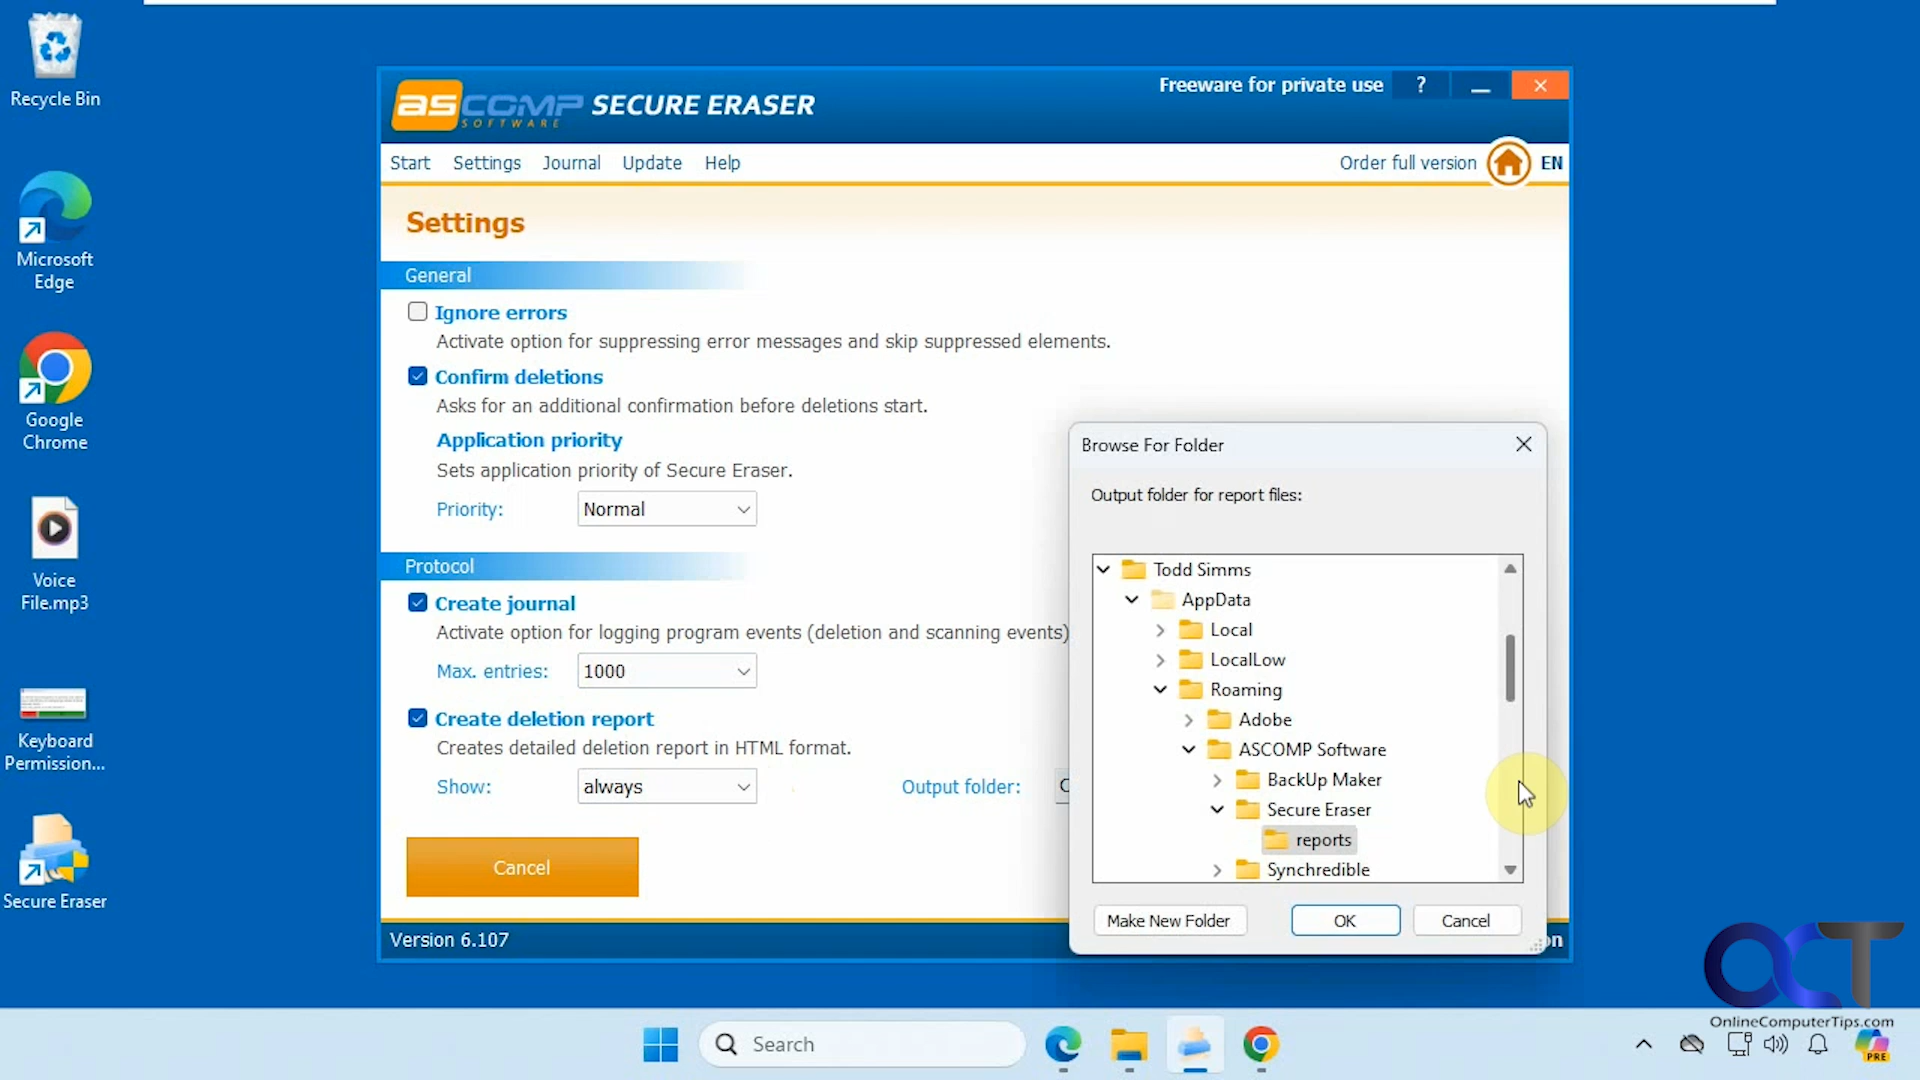 Recycle Bin
Microsoft
Edge
Google
Chrome
Voice
File.mp3
Keyboard
Permission...
Secure Eraser
asCOMP
SOFTWARE
SECURE ERASER
Freeware for private use
?
Start
Settings
Journal
Update
Help
Order full version
EN
Settings
General
Ignore errors
Activate option for suppressing error messages and skip suppressed elements.
Confirm deletions
Asks for an additional confirmation before deletions start.
Application priority
Sets application priority of Secure Eraser.
Priority:
Normal
Protocol
Create journal
Activate option for logging program events (deletion and scanning events)
Max. entries:
1000
Create deletion report
Creates detailed deletion report in HTML format.
Show:
always
Output folder:
C
Cancel
Version 6.107
on
Browse For Folder
Output folder for report files:
Todd Simms
AppData
Local
LocalLow
Roaming
Adobe
ASCOMP Software
BackUp Maker
Secure Eraser
reports
Synchredible
Make New Folder
OK
Cancel
OCT
OnlineComputerTips.com
Search
PRE